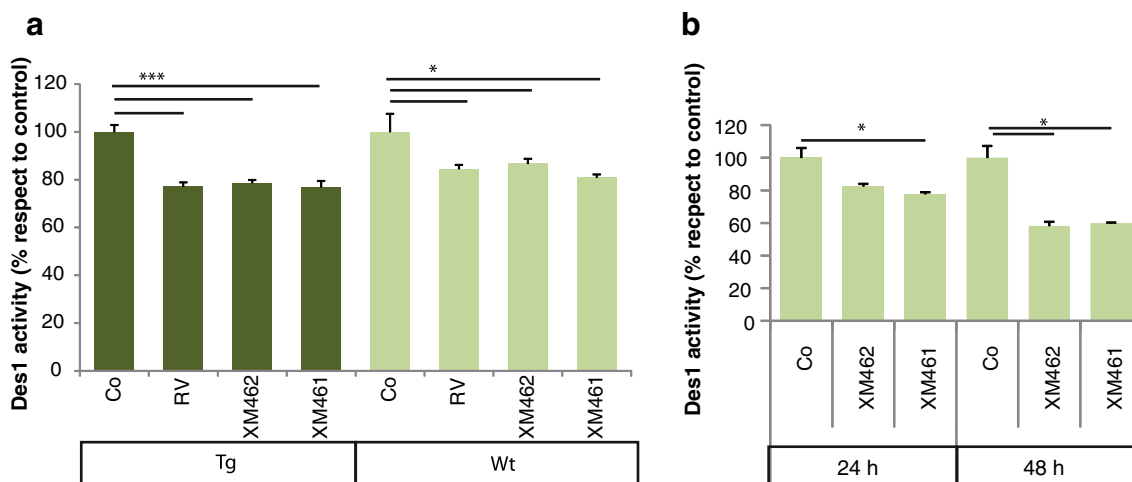 a
Des1 activity (% respect to control)
120
100
80
60
40
20
0
***
*
Co
RV
XM462
XM461
Co
RV
XM462
XM461
Tg
Wt
b
Des1 activity (% recpect to control)
120
100
80
60
40
20
0
*
*
Co
XM462
XM461
Co
XM462
XM461
24 h
48 h